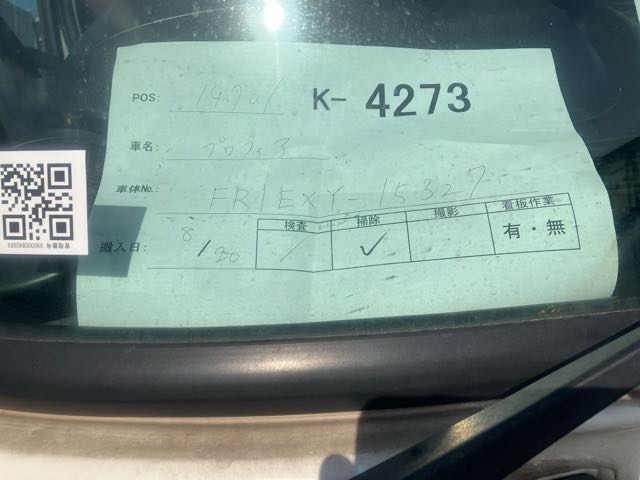 POS: 14701 K- 4273
車名: プロフィア
車体No.: FR1EXY-15327
搬入日: 8/20
検査 掃除 撮影 看板作業
✓ 有・無